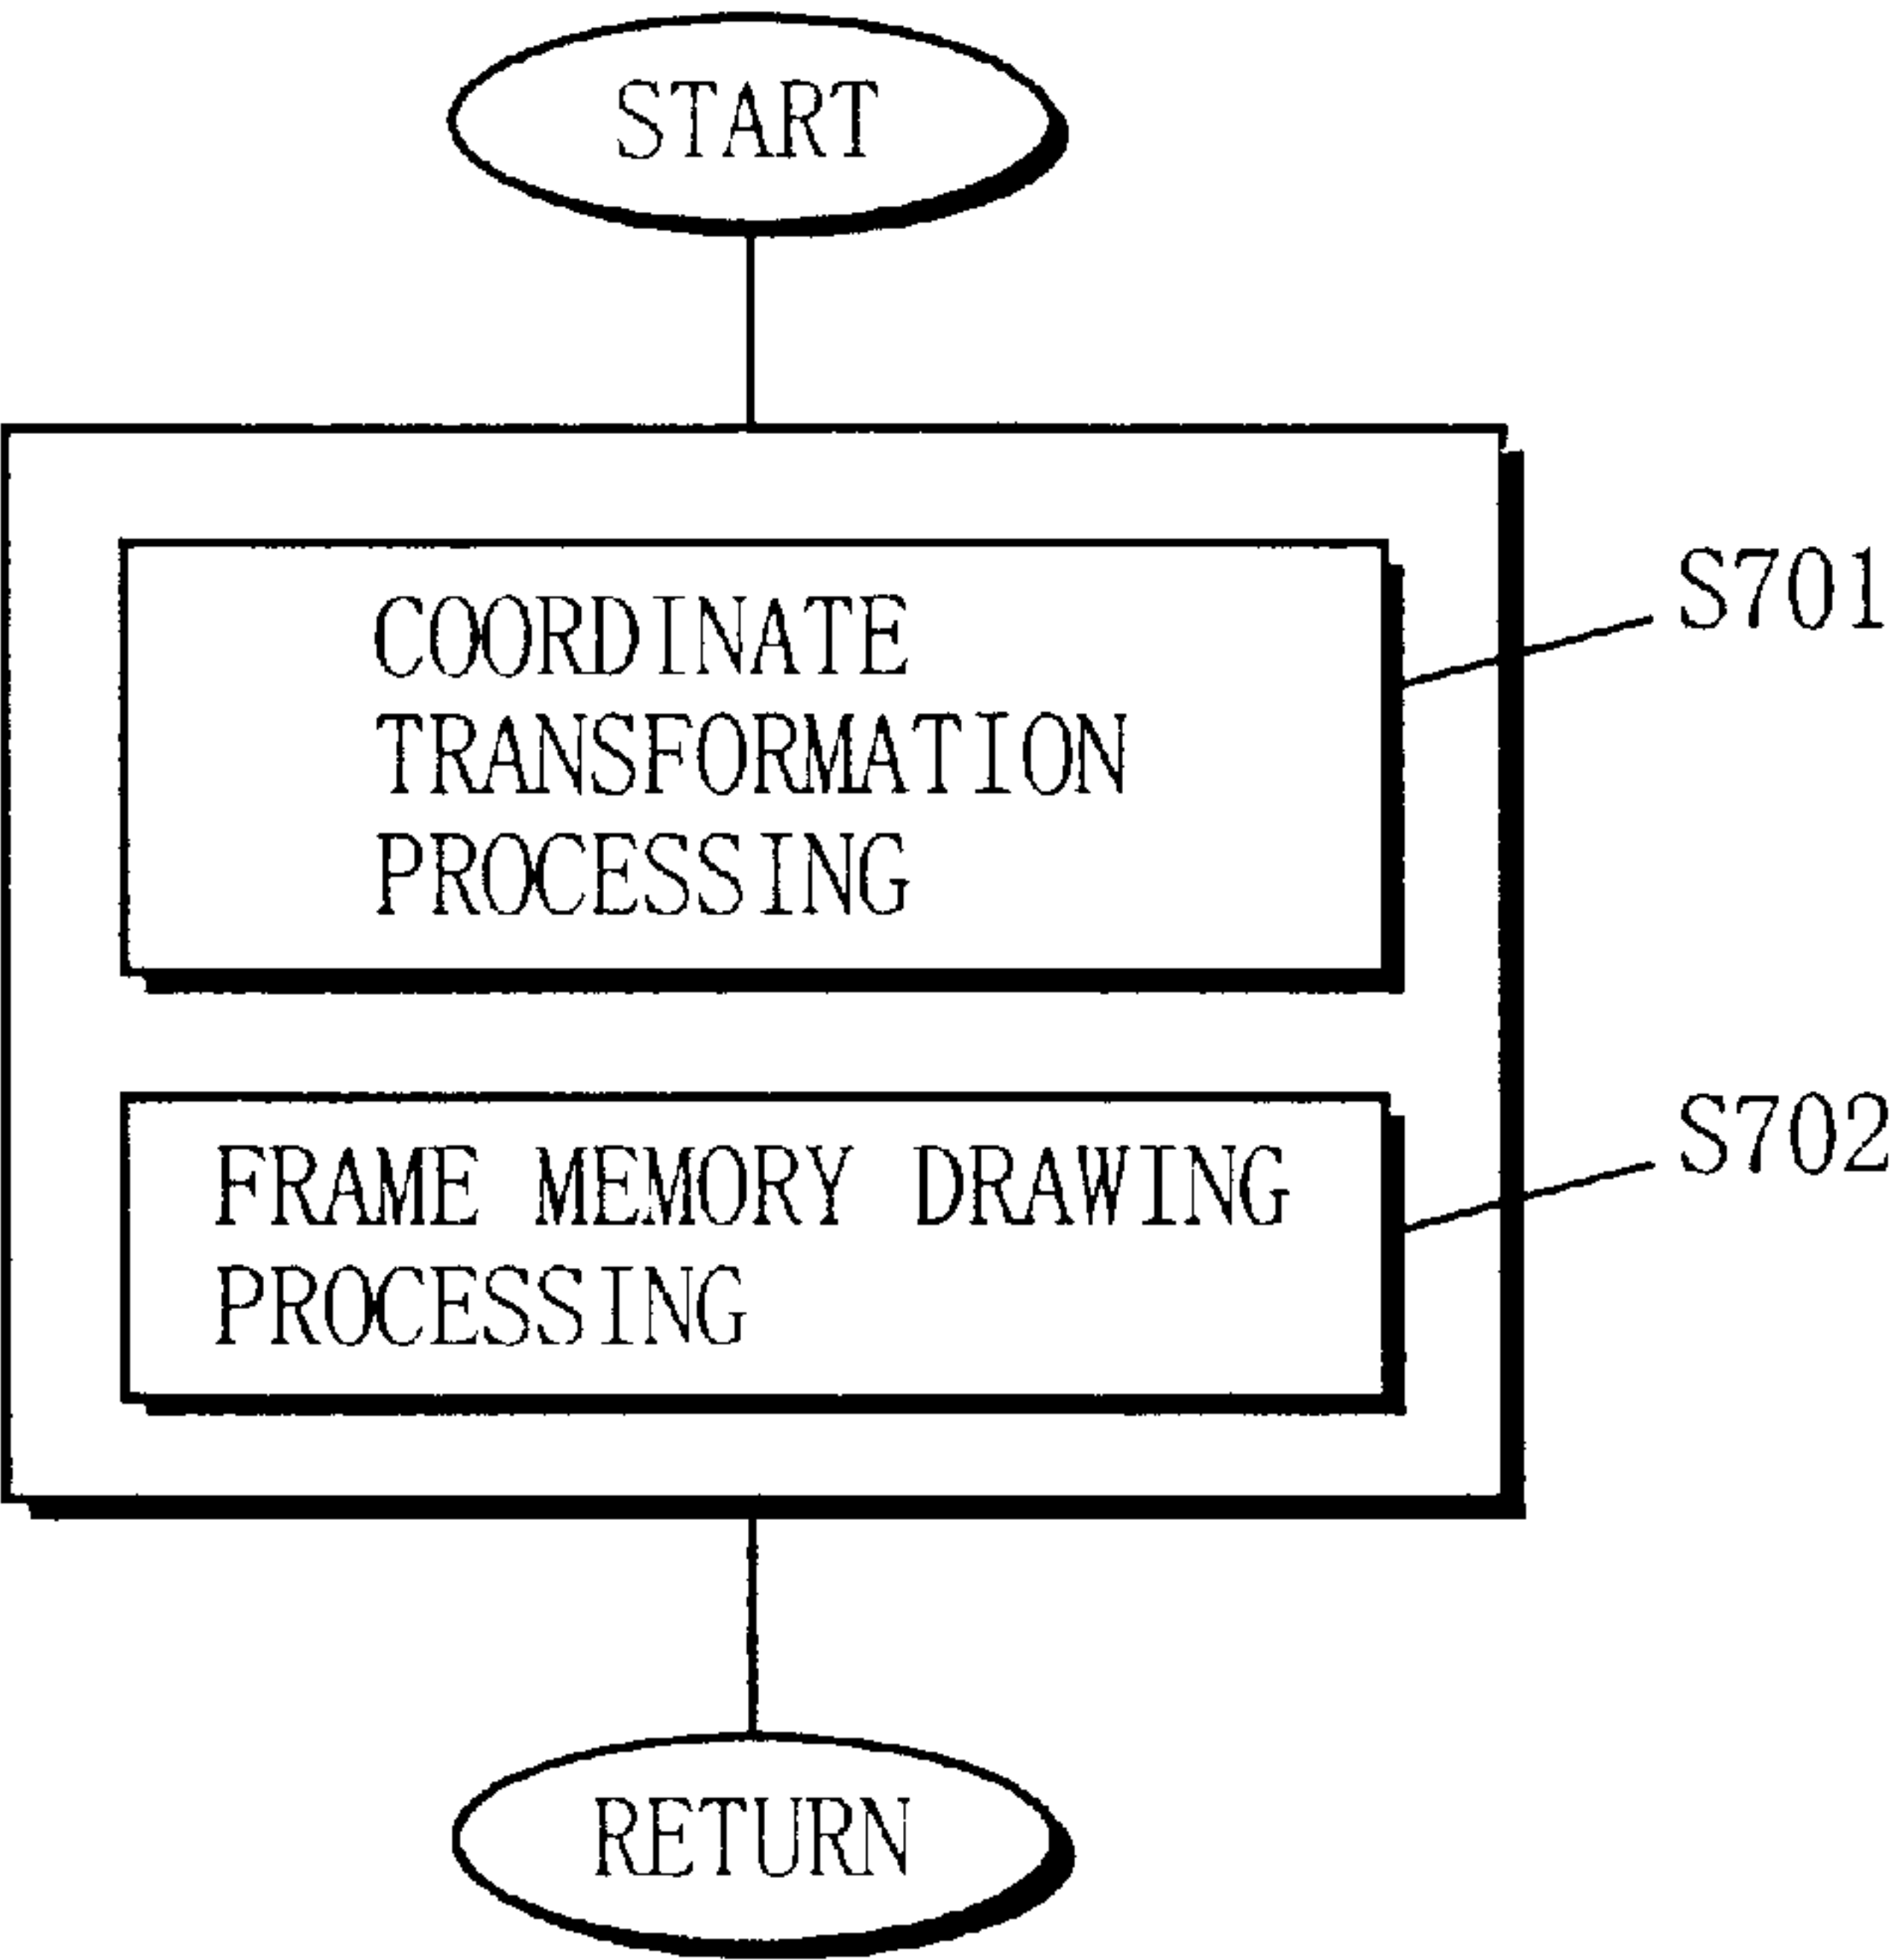 START
COORDINATE
TRANSFORMATION
PROCESSING
S701
FRAME MEMORY DRAWING
PROCESSING
S702
RETURN